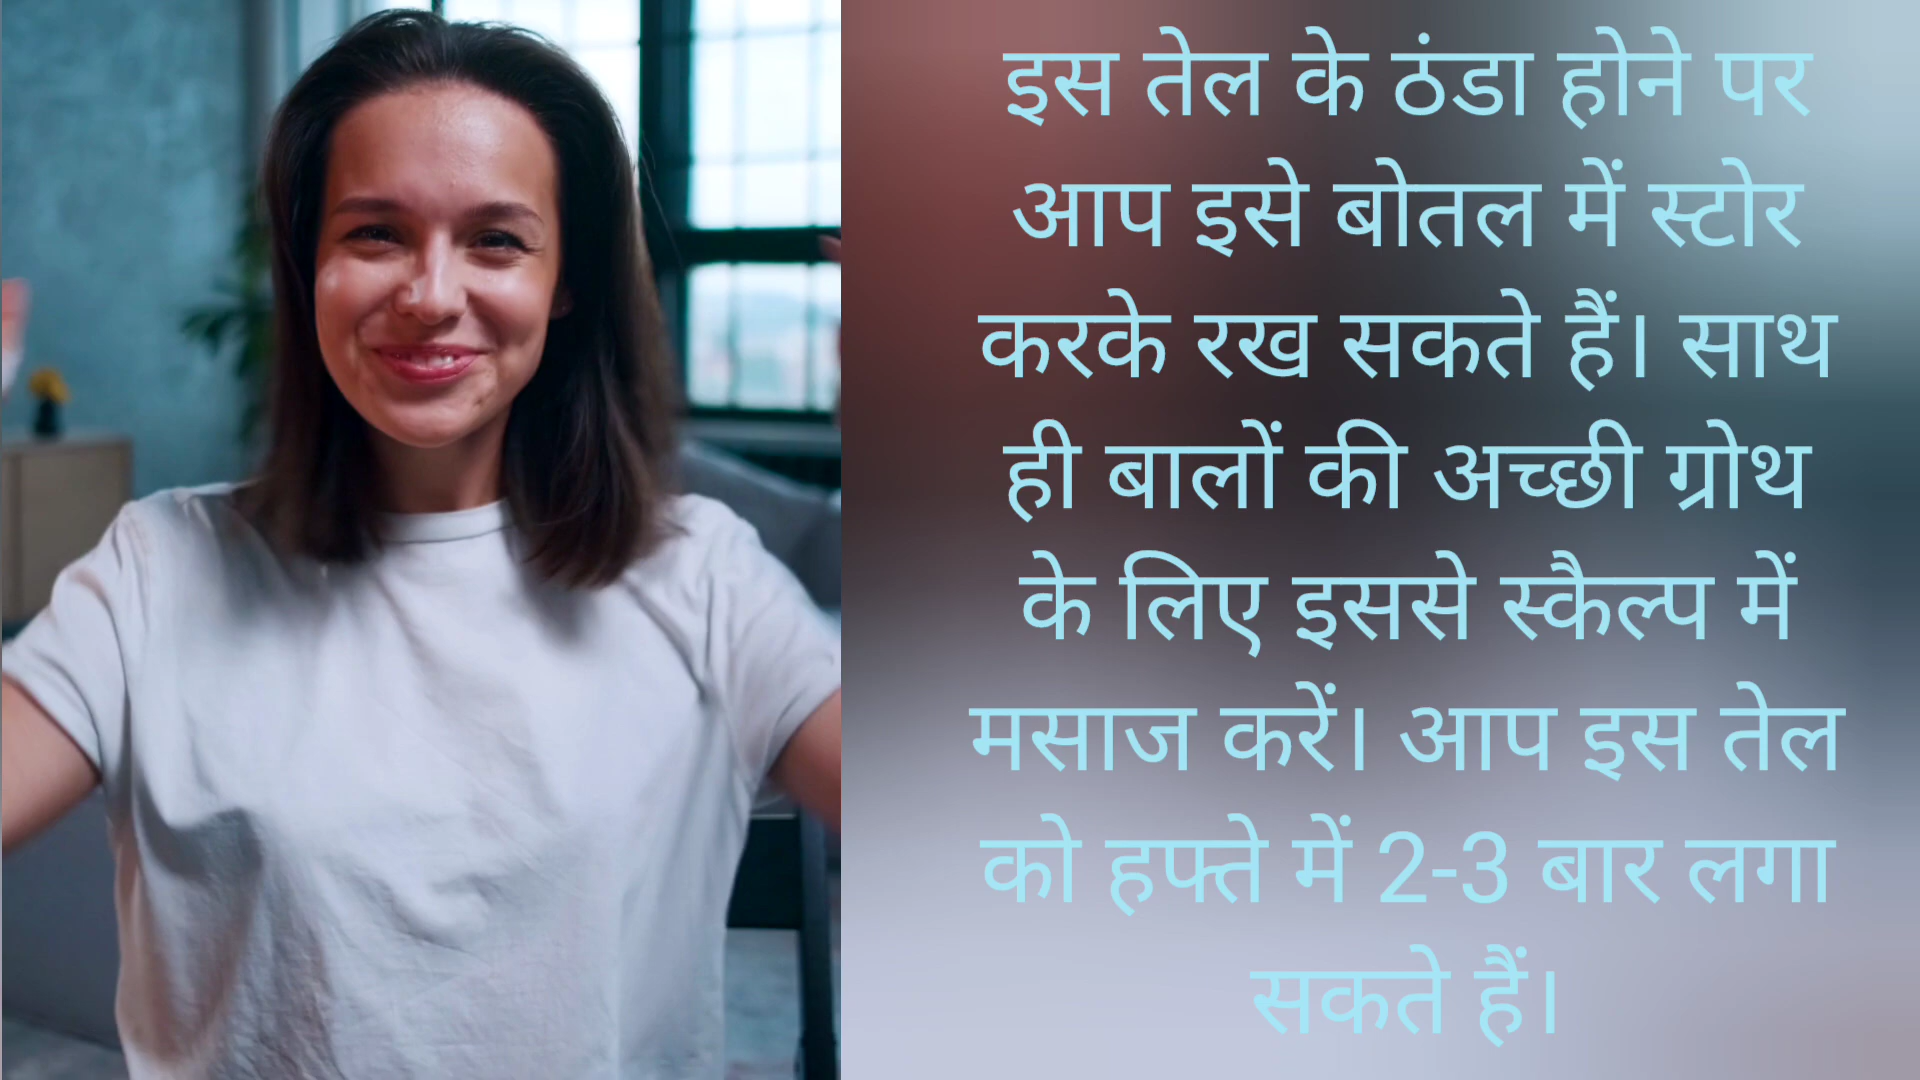 इस तेल के ठंडा होने पर
आप इसे बोतल में स्टोर
करके रख सकते हैं। साथ
ही बालों की अच्छी ग्रोथ
के लिए इससे स्कैल्प में
मसाज करें। आप इस तेल
को हफ्ते में 2-3 बार लगा
सकते हैं।